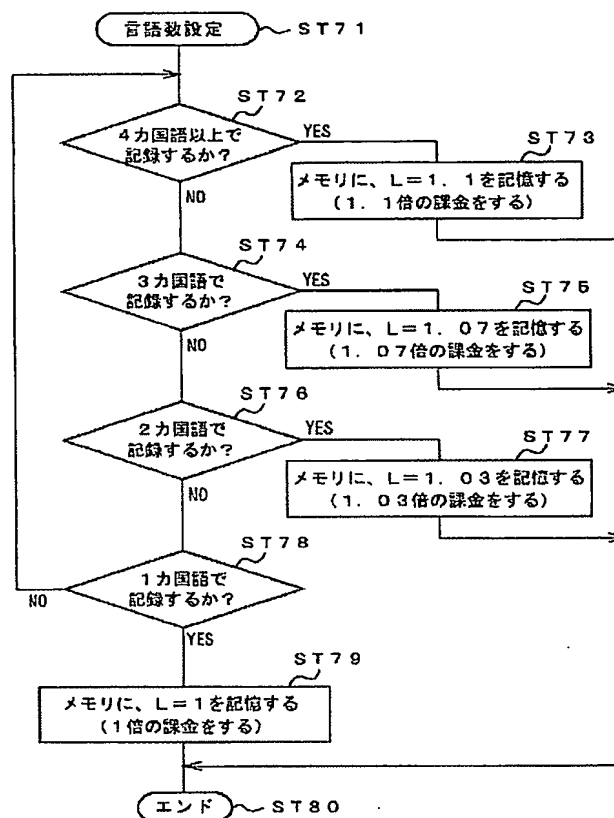 言語数設定
ST71
ST72
4カ国語以上で
記録するか？
YES
NO
ST73
メモリに、L＝1．1を記憶する
（1．1倍の課金をする）
ST74
3カ国語で
記録するか？
YES
NO
ST75
メモリに、L＝1．07を記憶する
（1．07倍の課金をする）
ST76
2カ国語で
記録するか？
YES
NO
ST77
メモリに、L＝1．03を記憶する
（1．03倍の課金をする）
ST78
1カ国語で
記録するか？
NO
YES
ST79
メモリに、L＝1を記憶する
（1倍の課金をする）
エンド
ST80